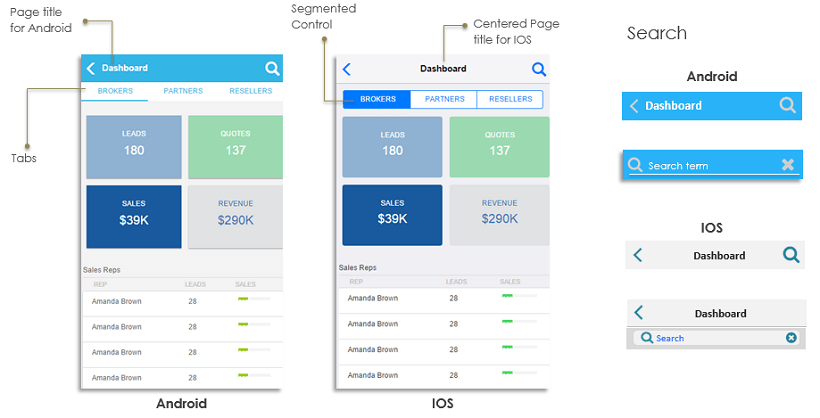 Page title
for Android
Segmented
Control
Centered Page
title for IOS
Tabs
Dashboard
BROKERS PARTNERS RESELLERS
LEADS
180
QUOTES
137
SALES
$39K
REVENUE
$290K
Sales Reps
REP LEADS SALES
Amanda Brown 28
Amanda Brown 28
Amanda Brown 28
Amanda Brown 28
Android
Dashboard
BROKERS PARTNERS RESELLERS
LEADS
180
QUOTES
137
SALES
$39K
REVENUE
$290K
Sales Reps
REP LEADS SALES
Amanda Brown 28
Amanda Brown 28
Amanda Brown 28
Amanda Brown 28
IOS
Search
Android
Dashboard
Search term
IOS
Dashboard
Dashboard
Search